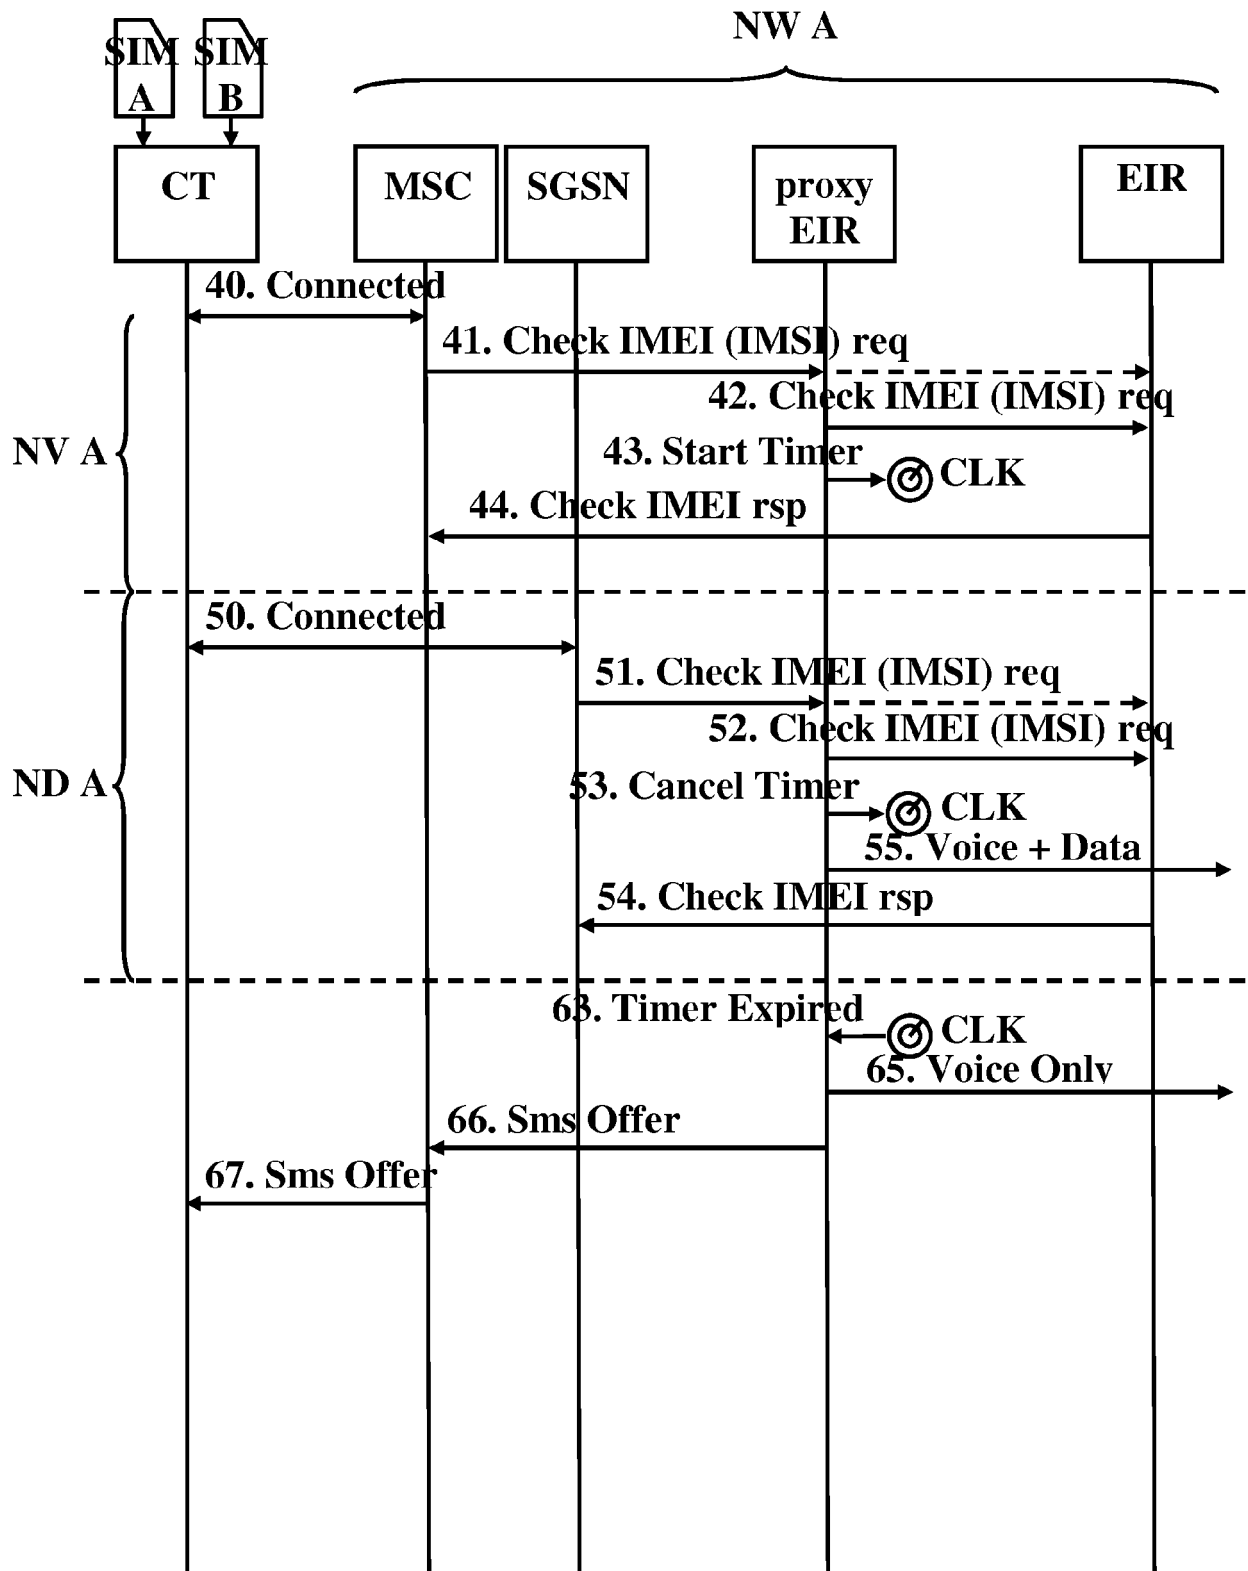 NW A
SIM
A
SIM
B
CT
MSC
SGSN
proxy
EIR
EIR
40. Connected
41. Check IMEI (IMSI) req
42. Check IMEI (IMSI) req
43. Start Timer
CLK
NV A
44. Check IMEI rsp
50. Connected
51. Check IMEI (IMSI) req
52. Check IMEI (IMSI) req
ND A
53. Cancel Timer
CLK
55. Voice + Data
54. Check IMEI rsp
63. Timer Expired
CLK
65. Voice Only
66. Sms Offer
67. Sms Offer